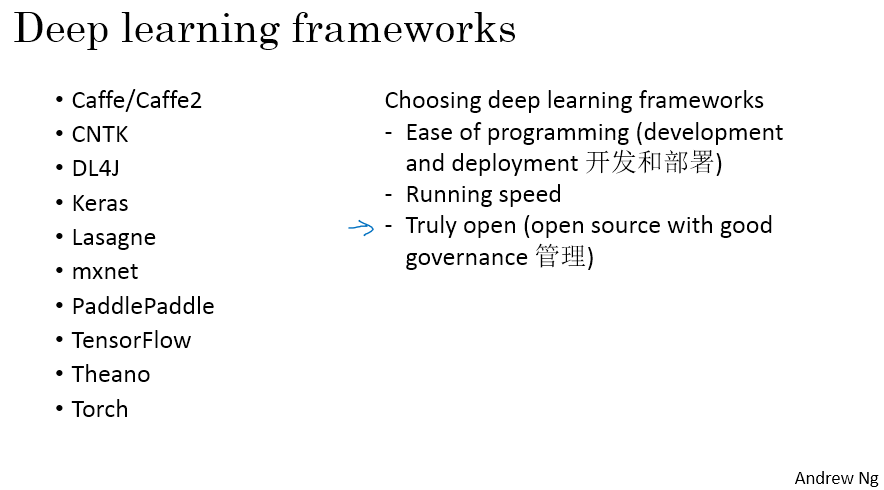 Deep learning frameworks
• Caffe/Caffe2
• CNTK
• DL4J
• Keras
• Lasagne
• mxnet
• PaddlePaddle
• TensorFlow
• Theano
• Torch
Choosing deep learning frameworks
- Ease of programming (development
and deployment 开发和部署)
- Running speed
- Truly open (open source with good
governance 管理)
Andrew Ng